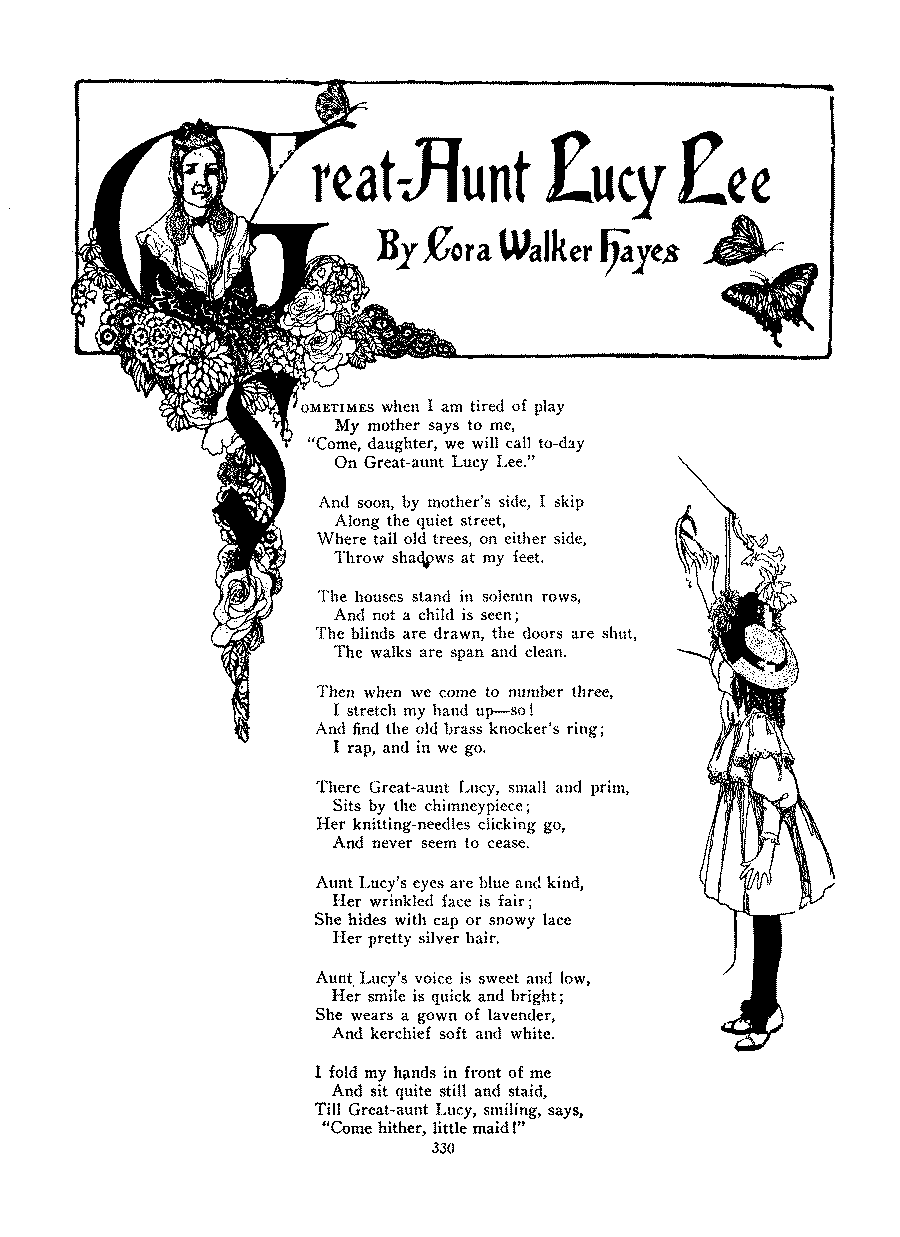 Great-Aunt Lucy Lee
By Cora Walker Hayes
SOMETIMES when I am tired of play
My mother says to me,
"Come, daughter, we will call to-day
On Great-aunt Lucy Lee."
And soon, by mother's side, I skip
Along the quiet street,
Where tall old trees, on either side,
Throw shadows at my feet.
The houses stand in solemn rows,
And not a child is seen;
The blinds are drawn, the doors are shut,
The walks are span and clean.
Then when we come to number three,
I stretch my hand up—so!
And find the old brass knocker's ring;
I rap, and in we go.
There Great-aunt Lucy, small and prim,
Sits by the chimneypiece;
Her knitting-needles clicking go,
And never seem to cease.
Aunt Lucy's eyes are blue and kind,
Her wrinkled face is fair;
She hides with cap or snowy lace
Her pretty silver hair.
Aunt Lucy's voice is sweet and low,
Her smile is quick and bright;
She wears a gown of lavender,
And kerchief soft and white.
I fold my hands in front of me
And sit quite still and staid,
Till Great-aunt Lucy, smiling, says,
"Come hither, little maid!"
330